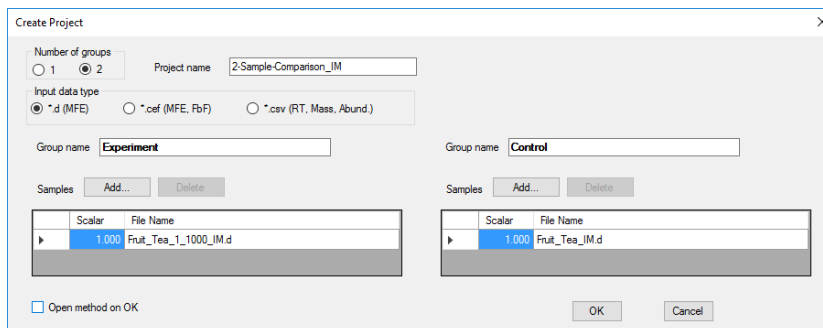 Create Project
Number of groups
1 2
Project name 2-Sample-Comparison_IM
Input data type
*.d (MFE) *.cef (MFE, FbF) *.csv (RT, Mass, Abund.)
Group name Experiment
Group name Control
Samples Add... Delete
Samples Add... Delete
Scalar File Name
1.000 Fruit_Tea_1_1000_IM.d
Scalar File Name
1.000 Fruit_Tea_IM.d
Open method on OK
OK Cancel